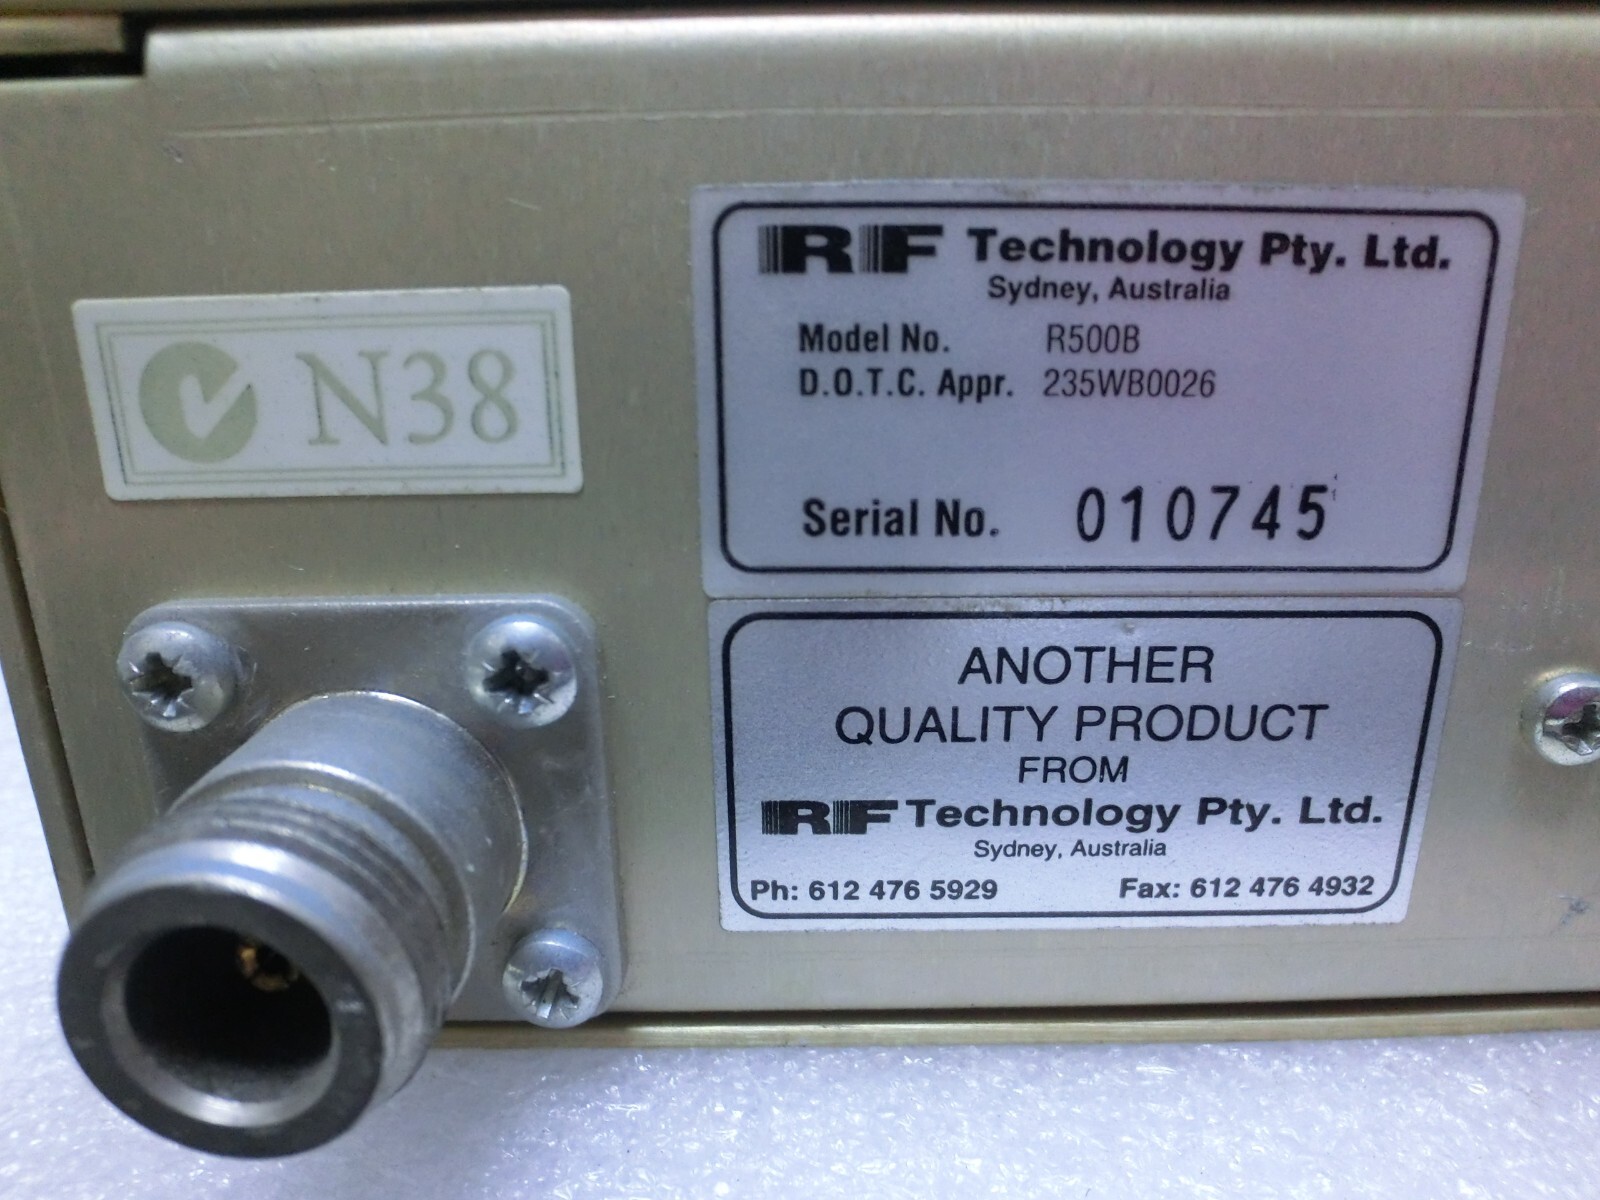 N38
RF Technology Pty. Ltd.
Sydney, Australia
Model No. R500B
D.O.T.C. Appr. 235WB0026
Serial No. 010745
ANOTHER
QUALITY PRODUCT
FROM
RF Technology Pty. Ltd.
Sydney, Australia
Ph: 612 476 5929 Fax: 612 476 4932